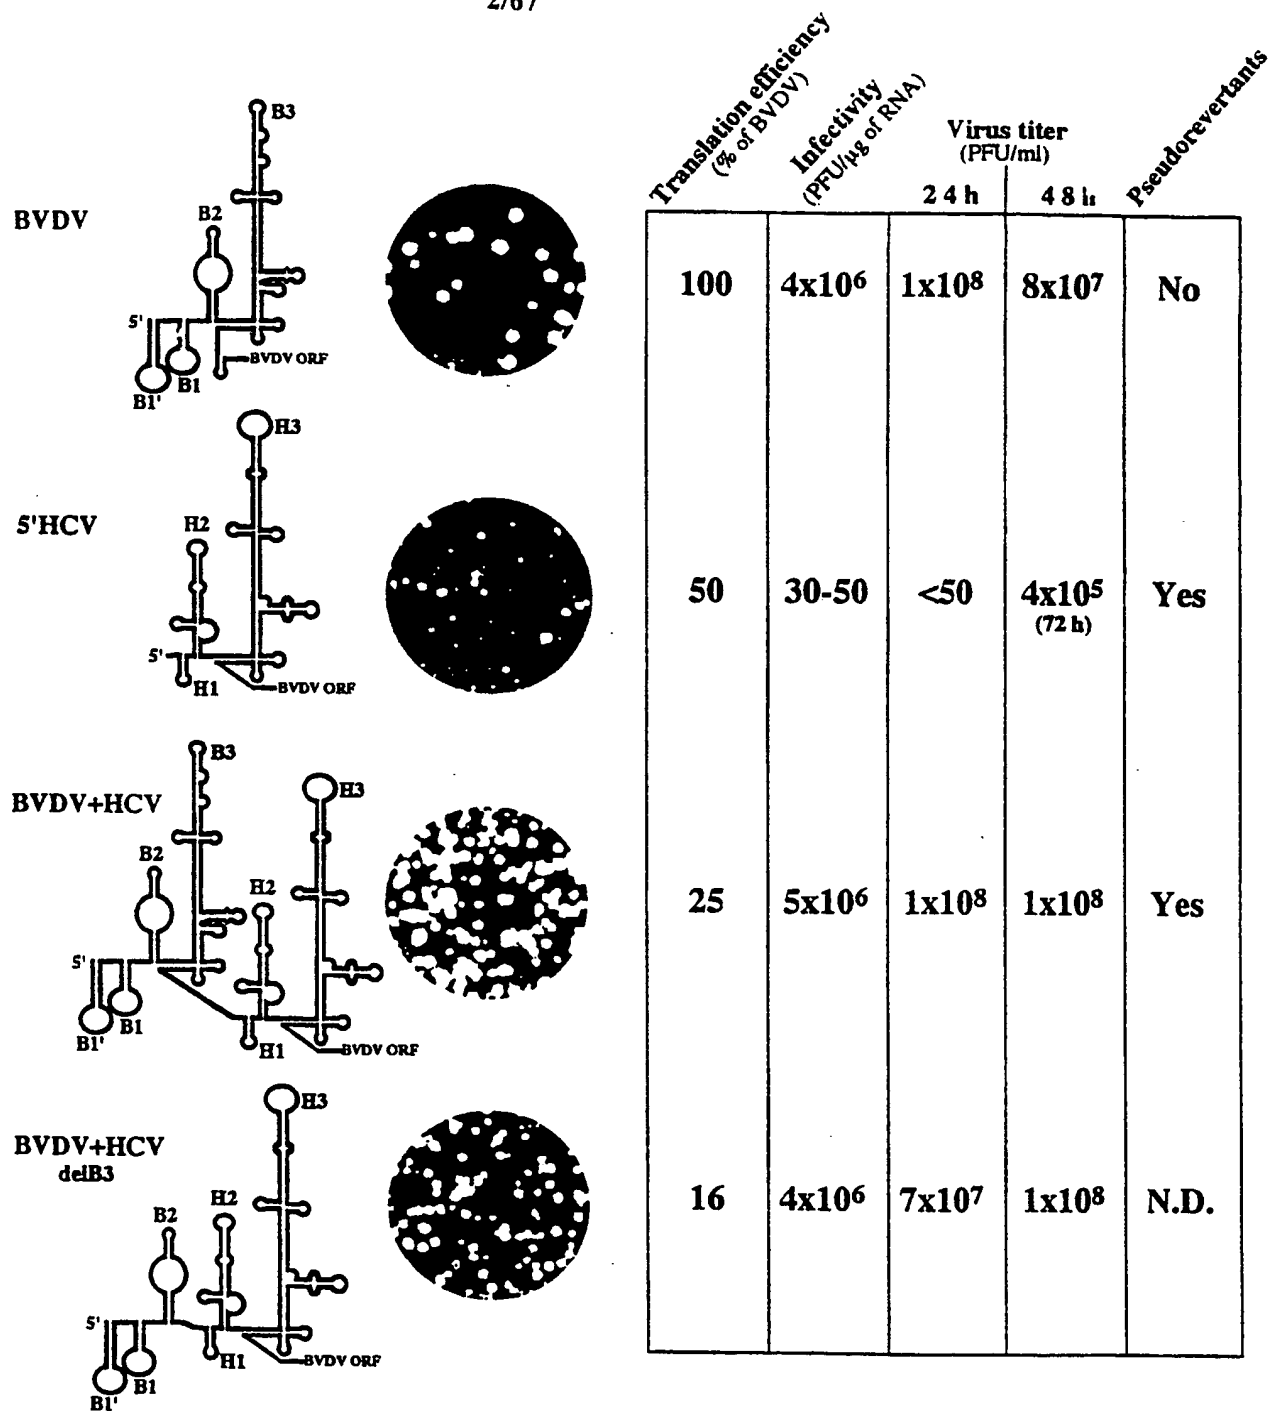 2/67
Translation efficiency
(% of BVDV)
Infectivity
(PFU/µg of RNA)
Virus titer
(PFU/ml)
24h
48h
Pseudorevertants
BVDV
B3
B2
5'
BVDV ORF
B1
B1'
100
4x10⁶
1x10⁸
8x10⁷
No
5'HCV
H3
H2
5'
H1
BVDV ORF
50
30-50
<50
4x10⁵
(72 h)
Yes
BVDV+HCV
B3
H3
B2
H2
5'
B1
B1'
H1
BVDV ORF
25
5x10⁶
1x10⁸
1x10⁸
Yes
BVDV+HCV
delB3
H3
H2
B2
5'
H1
BVDV ORF
B1
B1'
16
4x10⁶
7x10⁷
1x10⁸
N.D.